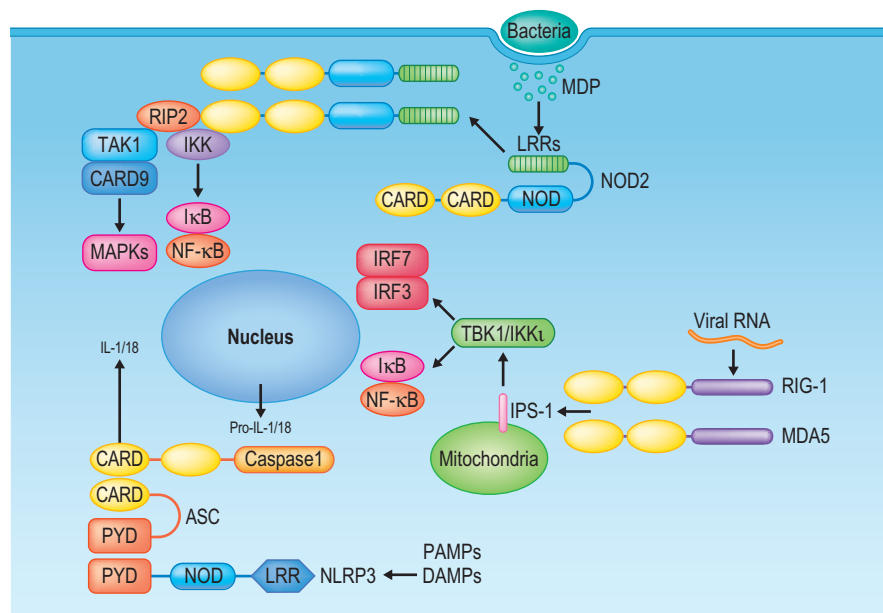 Bacteria
MDP
RIP2
TAK1
IKK
LRRs
CARD9
NOD2
CARD
CARD
NOD
IκB
MAPKs
NF-κB
IRF7
IRF3
Viral RNA
Nucleus
TBK1/IKKι
IL-1/18
IκB
RIG-1
NF-κB
IPS-1
Pro-IL-1/18
MDA5
CARD
Caspase1
Mitochondria
CARD
ASC
PYD
PAMPs
PYD
NOD
LRR
NLRP3
DAMPs